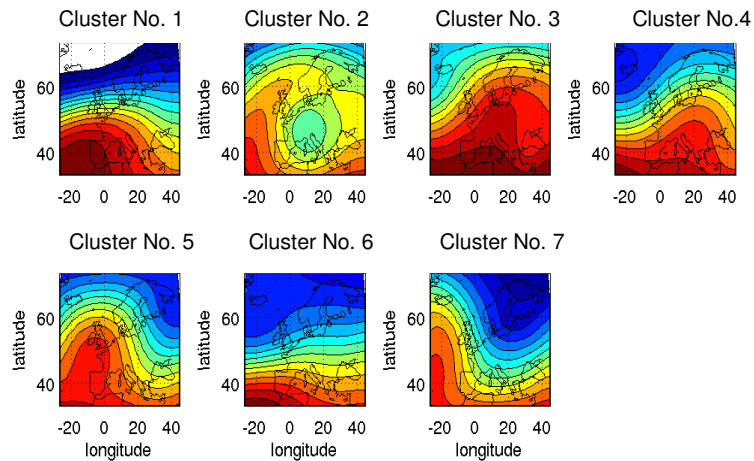 Cluster No. 1
Cluster No. 2
Cluster No. 3
Cluster No.4
latitude
60
40
-20 0 20 40
latitude
60
40
-20 0 20 40
latitude
60
40
-20 0 20 40
latitude
60
40
-20 0 20 40
Cluster No. 5
Cluster No. 6
Cluster No. 7
latitude
60
40
-20 0 20 40
longitude
latitude
60
40
-20 0 20 40
longitude
latitude
60
40
-20 0 20 40
longitude